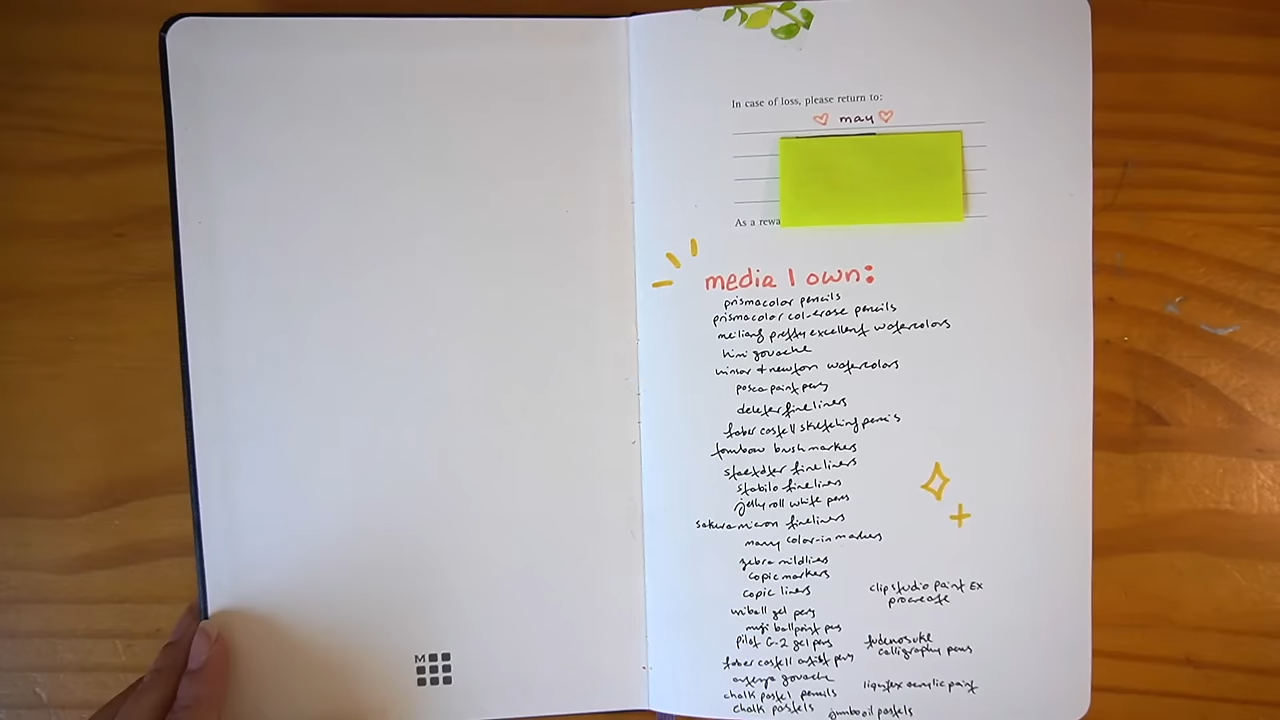 In case of loss, please return to:
♡ may ♡
As a rewa
media I own:
prismacolor pencils
prismacolor col-erase pencils
meiliang pretty excellent watercolors
himi gouache
winsor + newton watercolors
posca paint pens
deleter fineliners
faber castell sketching pencils
tombow brush markers
staedtler fineliners
stabilo fineliners
jelly roll white pens
sakura micron fineliners
many color-in markers
zebra mildliners
copic markers
copic liners
clip studio paint EX
procreate
uniball gel pens
muji ballpoint pens
pilot G-2 gel pens
fudenosuke
calligraphy pens
faber castell artist pens
arteza gouache
chalk pastel pencils
liquitex acrylic paint
chalk pastels
jumbo oil pastels
M